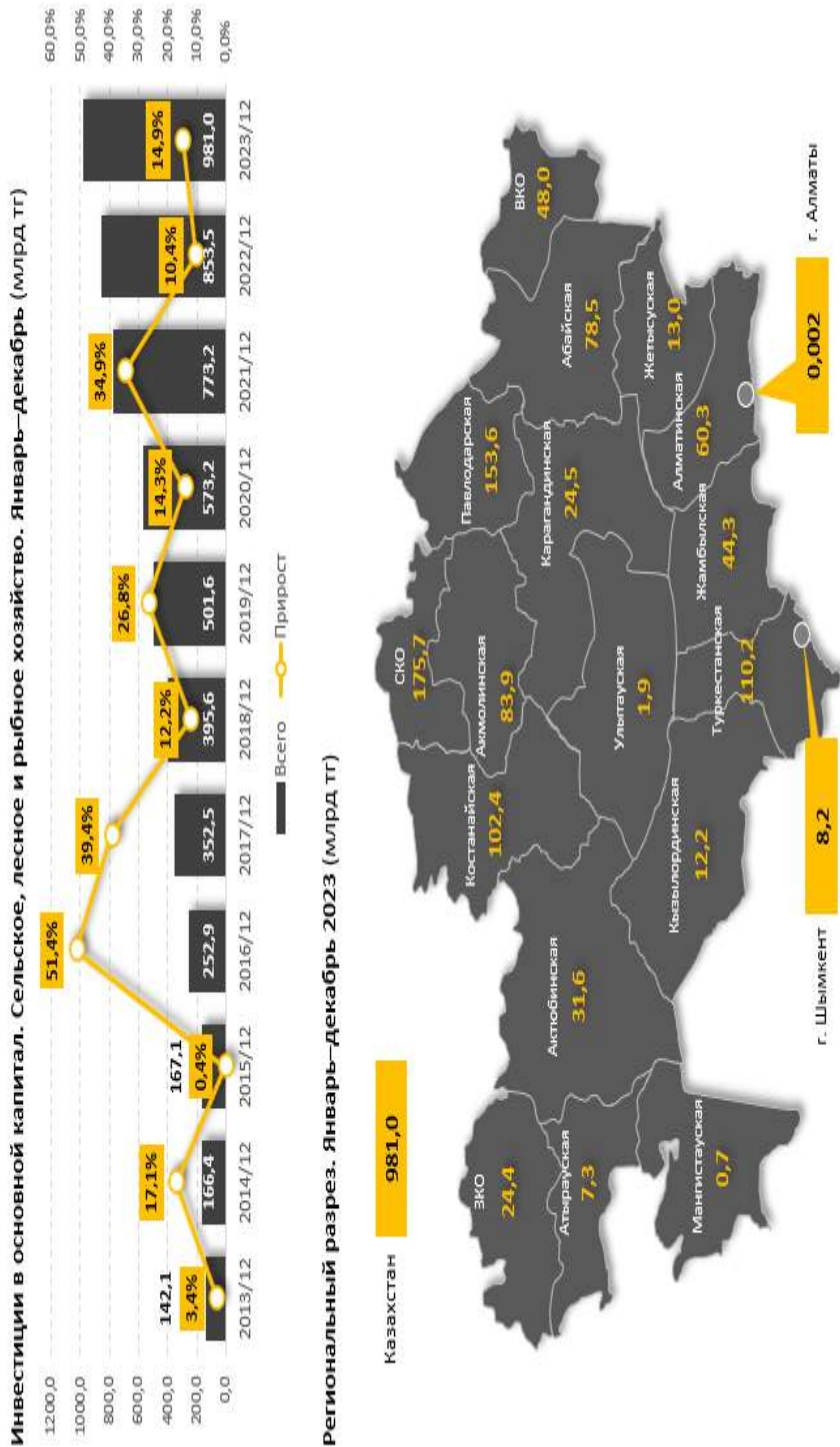 Инвестиции в основной капитал. Сельское, лесное и рыбное хозяйство. Январь–декабрь (млрд тг)
1200,0
1000,0
800,0
600,0
400,0
200,0
0,0
60,0%
50,0%
40,0%
30,0%
20,0%
10,0%
0,0%
142,1
3,4%
17,1%
166,4
167,1
0,4%
51,4%
252,9
39,4%
352,5
12,2%
395,6
26,8%
501,6
14,3%
573,2
34,9%
773,2
10,4%
853,5
14,9%
981,0
2013/12 2014/12 2015/12 2016/12 2017/12 2018/12 2019/12 2020/12 2021/12 2022/12 2023/12
Всего Прирост
Региональный разрез. Январь–декабрь 2023 (млрд тг)
Казахстан 981,0
СКО
175,7
Костанайская
102,4
Павлодарская
153,6
Акмолинская
83,9
ЗКО
24,4
ВКО
48,0
Актюбинская
31,6
Карагандинская
24,5
Абайская
78,5
Атырауская
7,3
Улытауская
1,9
Жетысуская
13,0
Кызылординская
12,2
Алматинская
60,3
Мангистауская
0,7
Туркестанская
110,2
Жамбылская
44,3
г. Шымкент 8,2
0,002 г. Алматы